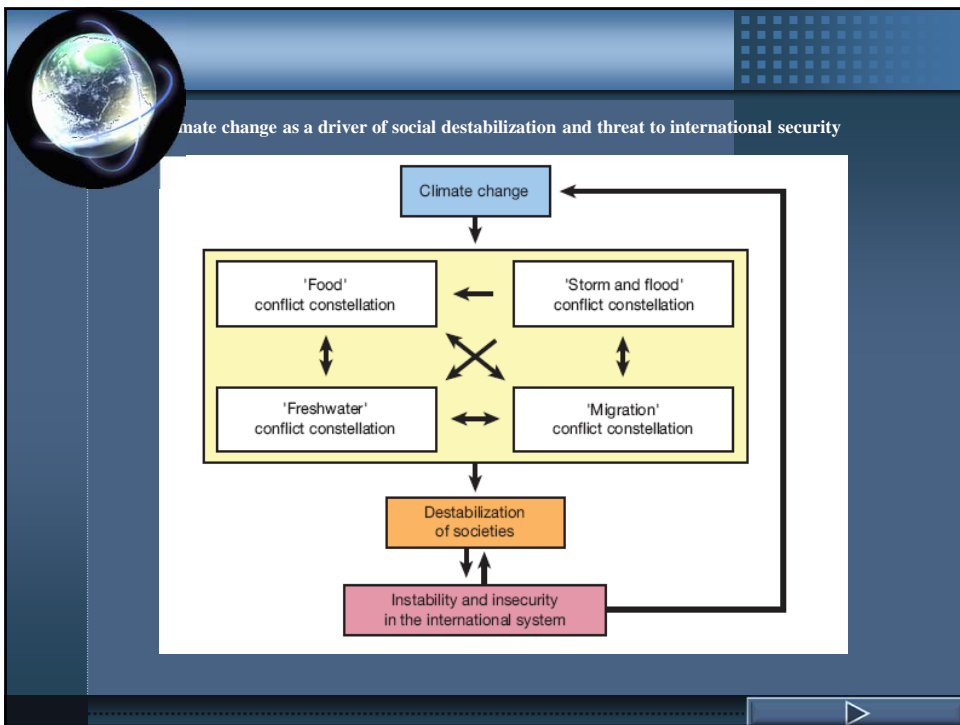 mate change as a driver of social destabilization and threat to international security
Climate change
'Food'
conflict constellation
'Storm and flood'
conflict constellation
'Freshwater'
conflict constellation
'Migration'
conflict constellation
Destabilization
of societies
Instability and insecurity
in the international system